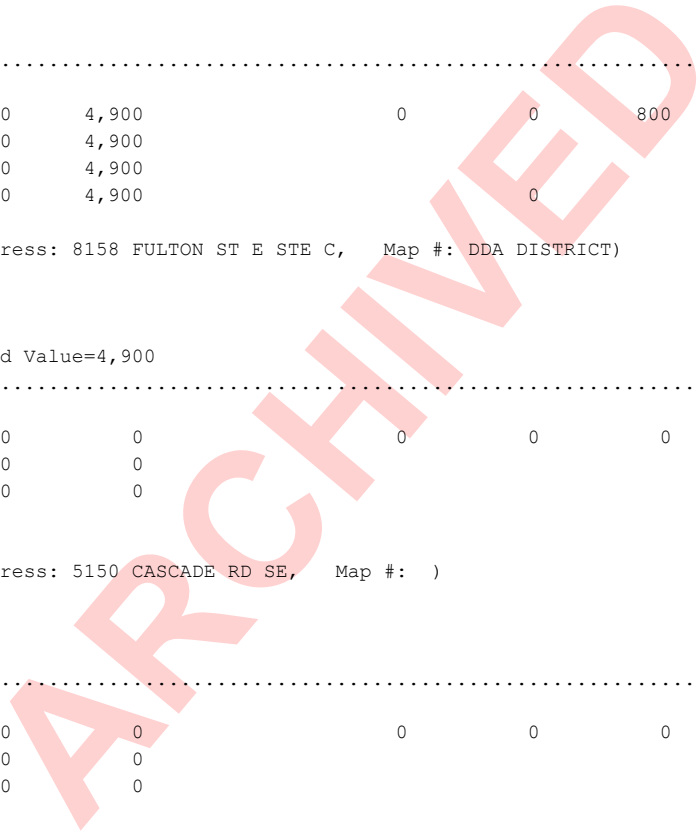 ..........................................................
0 4,900 0 0 800
0 4,900
0 4,900
0 4,900 0
ress: 8158 FULTON ST E STE C, Map #: DDA DISTRICT)
d Value=4,900
..........................................................
0 0 0 0 0
0 0
0 0
ress: 5150 CASCADE RD SE, Map #: )
..........................................................
0 0 0 0 0
0 0
0 0
ARCHIVED